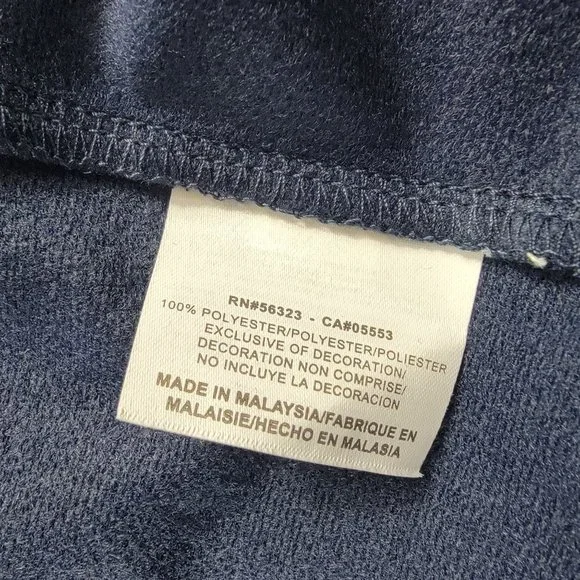 RN#56323 - CA#05553
100% POLYESTER/POLYESTER/POLIESTER
EXCLUSIVE OF DECORATION/
DECORATION NON COMPRISE/
NO INCLUYE LA DECORACION
MADE IN MALAYSIA/FABRIQUE EN
MALAISIE/HECHO EN MALASIA